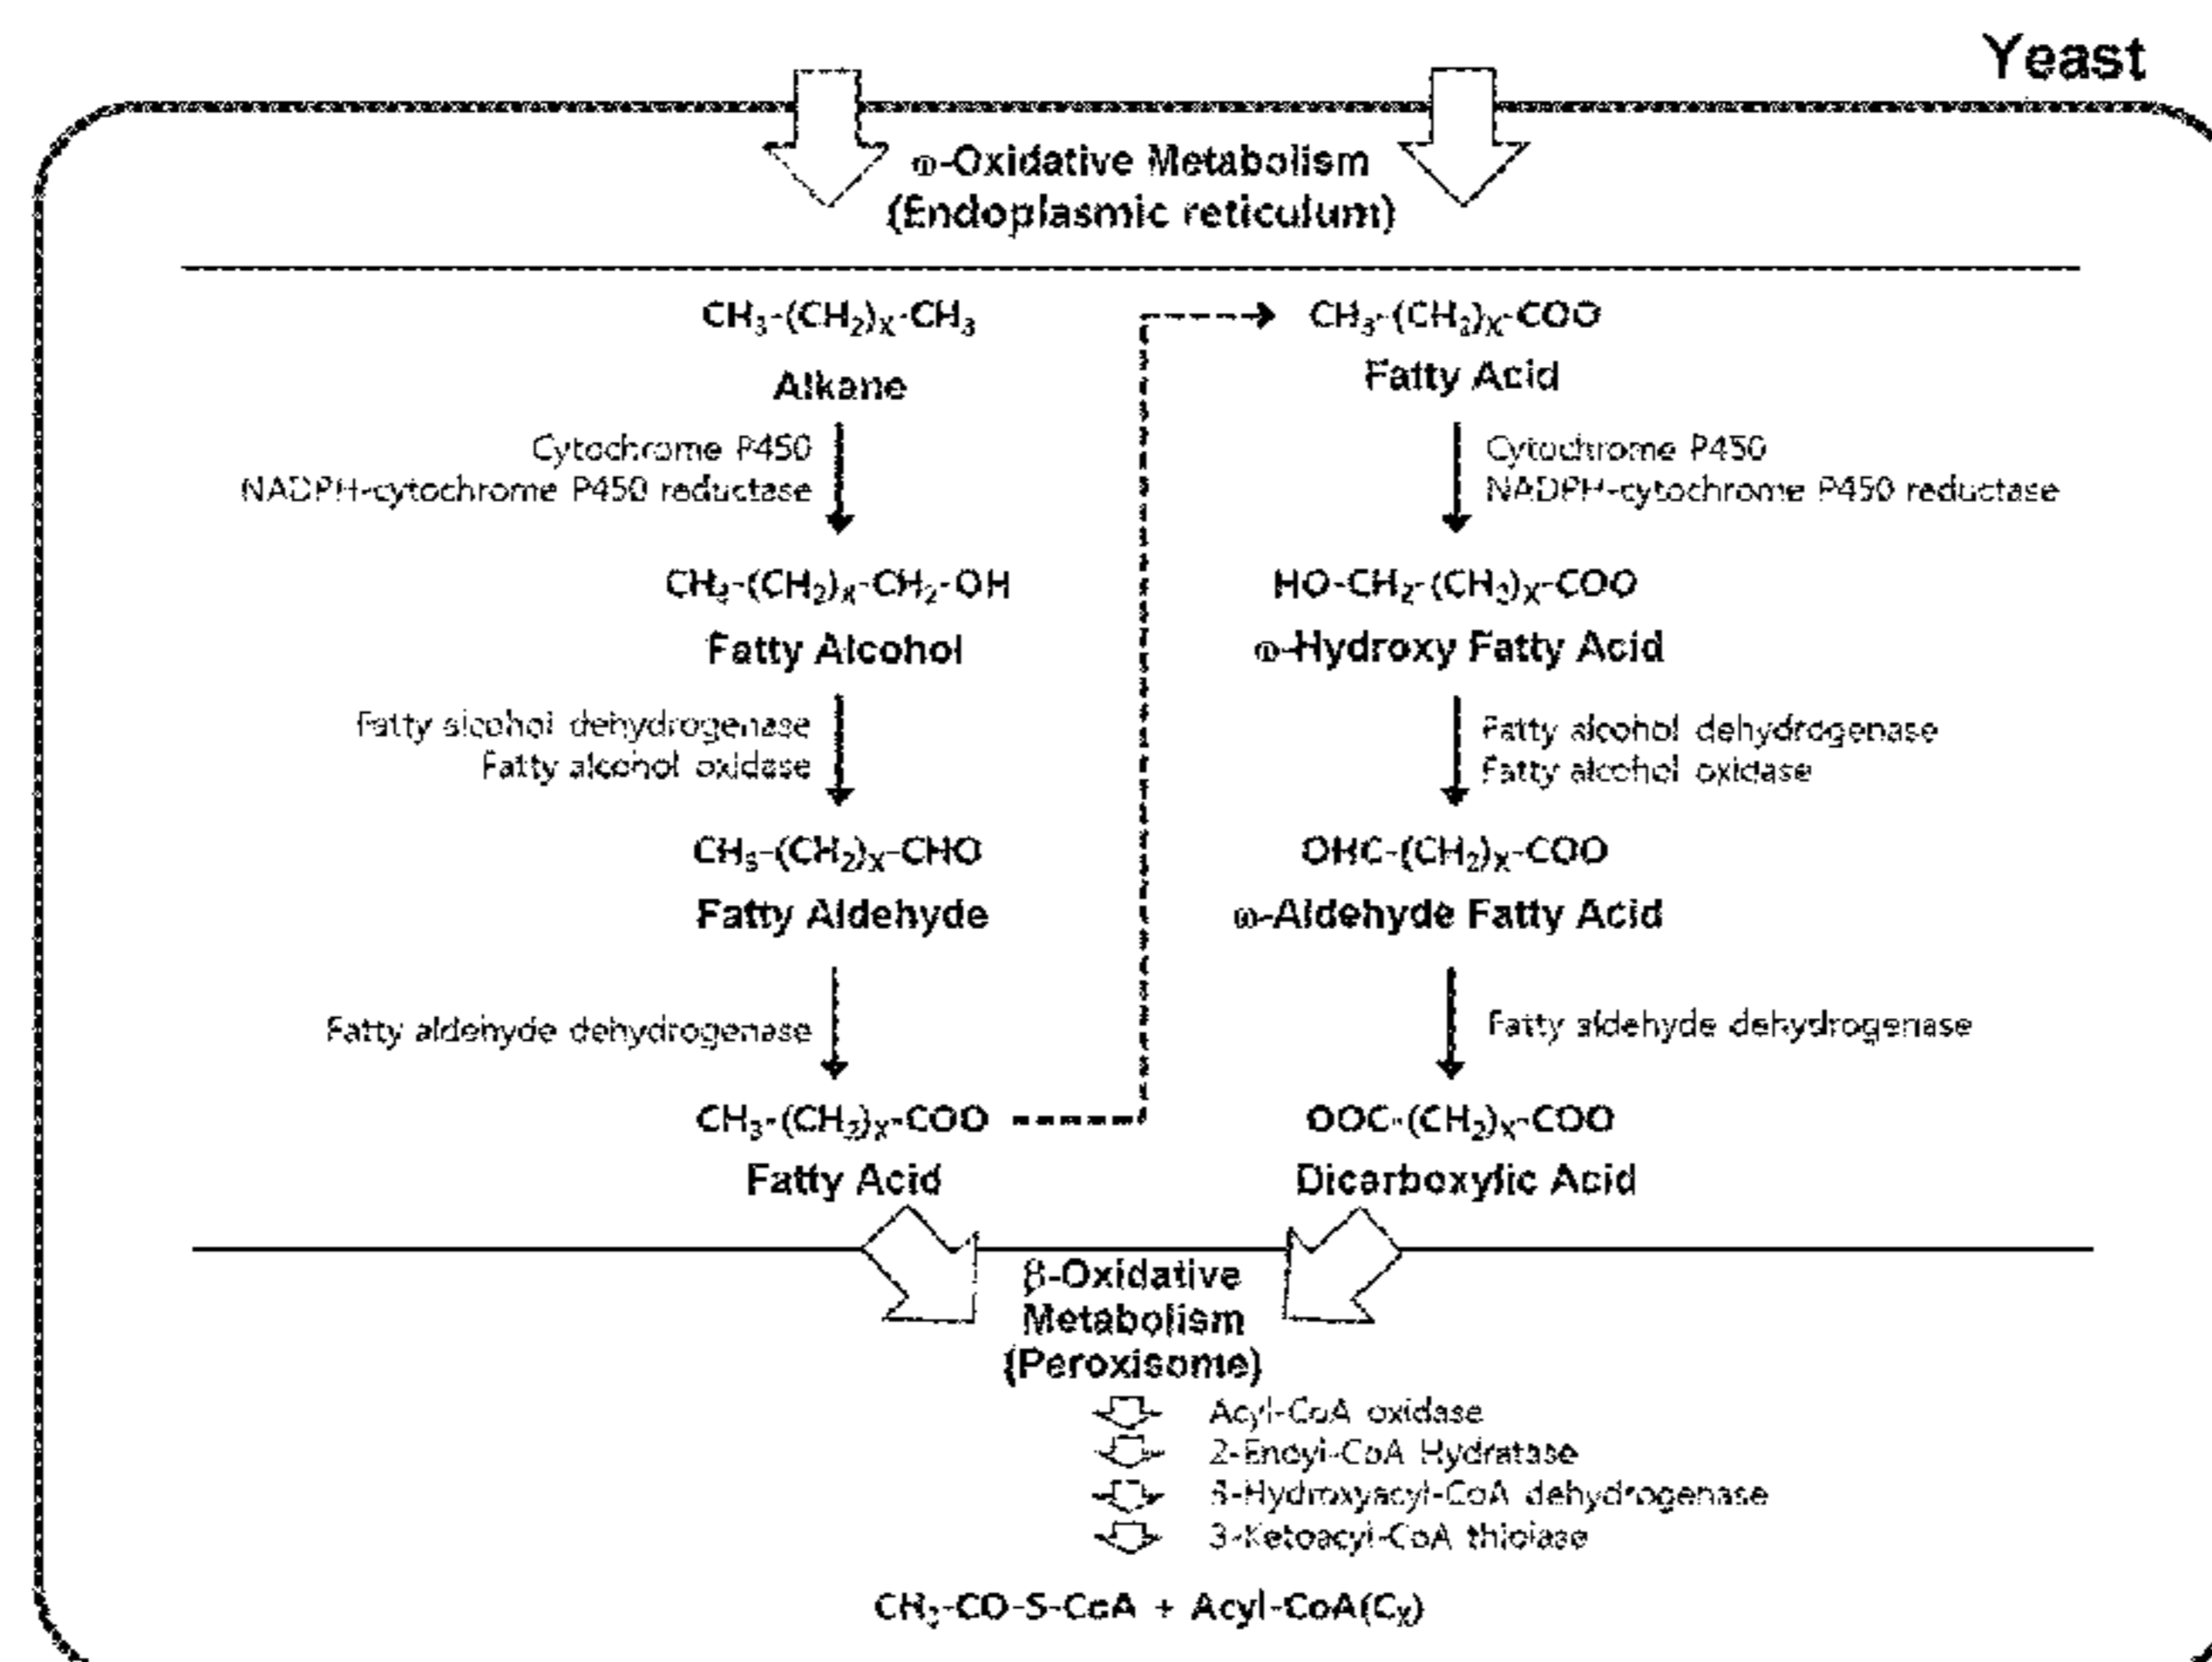 Yeast
ω-Oxidative Metabolism
(Endoplasmic reticulum)
CH₃-(CH₂)ₓ-CH₃
Alkane
Cytochrome P450
NADPH-cytochrome P450 reductase
CH₃-(CH₂)ₓ-CH₂-OH
Fatty Alcohol
Fatty alcohol dehydrogenase
Fatty alcohol oxidase
CH₃-(CH₂)ₓ-CHO
Fatty Aldehyde
Fatty aldehyde dehydrogenase
CH₃-(CH₂)ₓ-COO
Fatty Acid
CH₃-(CH₂)ₓ-COO
Fatty Acid
Cytochrome P450
NADPH-cytochrome P450 reductase
HO-CH₂-(CH₂)ₓ-COO
ω-Hydroxy Fatty Acid
Fatty alcohol dehydrogenase
Fatty alcohol oxidase
OHC-(CH₂)ₓ-COO
ω-Aldehyde Fatty Acid
Fatty aldehyde dehydrogenase
OOC-(CH₂)ₓ-COO
Dicarboxylic Acid
β-Oxidative
Metabolism
(Peroxisome)
Acyl-CoA oxidase
2-Enoyl-CoA Hydratase
3-Hydroxyacyl-CoA dehydrogenase
3-Ketoacyl-CoA thiolase
CH₃-CO-S-CoA + Acyl-CoA(Cₓ)